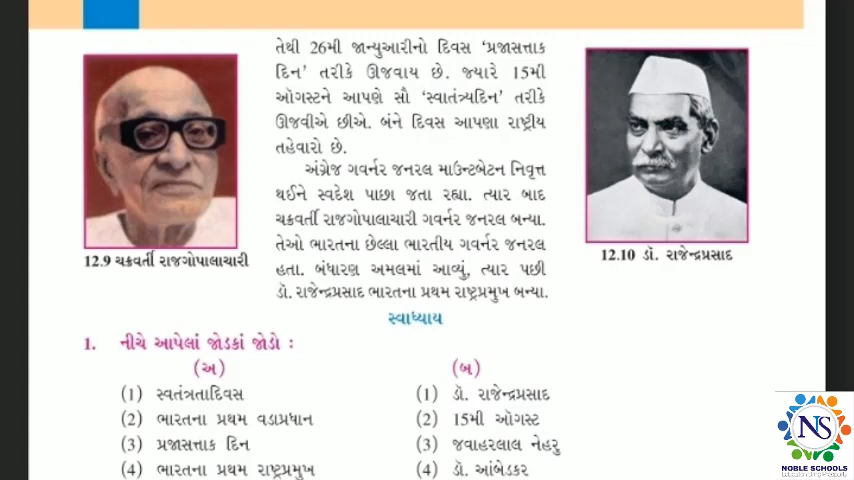 તેથી 26મી જાન્યુઆરીનો દિવસ ‘પ્રજાસત્તાક
દિન’ તરીકે ઊજવાય છે. જ્યારે 15મી
ઑગસ્ટને આપણે સૌ ‘સ્વાતંત્ર્યદિન’ તરીકે
ઊજવીએ છીએ. બંને દિવસ આપણા રાષ્ટ્રીય
તહેવારો છે.
અંગ્રેજ ગવર્નર જનરલ માઉન્ટબેટન નિવૃત્ત
થઈને સ્વદેશ પાછા જતા રહ્યા. ત્યાર બાદ
ચક્રવર્તી રાજગોપાલાચારી ગવર્નર જનરલ બન્યા.
તેઓ ભારતના છેલ્લા ભારતીય ગવર્નર જનરલ
હતા. બંધારણ અમલમાં આવ્યું, ત્યાર પછી
ડૉ. રાજેન્દ્રપ્રસાદ ભારતના પ્રથમ રાષ્ટ્રપ્રમુખ બન્યા.
12.9 ચક્રવર્તી રાજગોપાલાચારી
12.10 ડૉ. રાજેન્દ્રપ્રસાદ
સ્વાધ્યાય
1. નીચે આપેલાં જોડકાં જોડો :
(અ) (બ)
(1) સ્વતંત્રતાદિવસ (1) ડૉ. રાજેન્દ્રપ્રસાદ
(2) ભારતના પ્રથમ વડાપ્રધાન (2) 15મી ઑગસ્ટ
(3) પ્રજાસત્તાક દિન (3) જવાહરલાલ નેહરુ
(4) ભારતના પ્રથમ રાષ્ટ્રપ્રમુખ (4) ડૉ. આંબેડકર
NS
NOBLE SCHOOLS